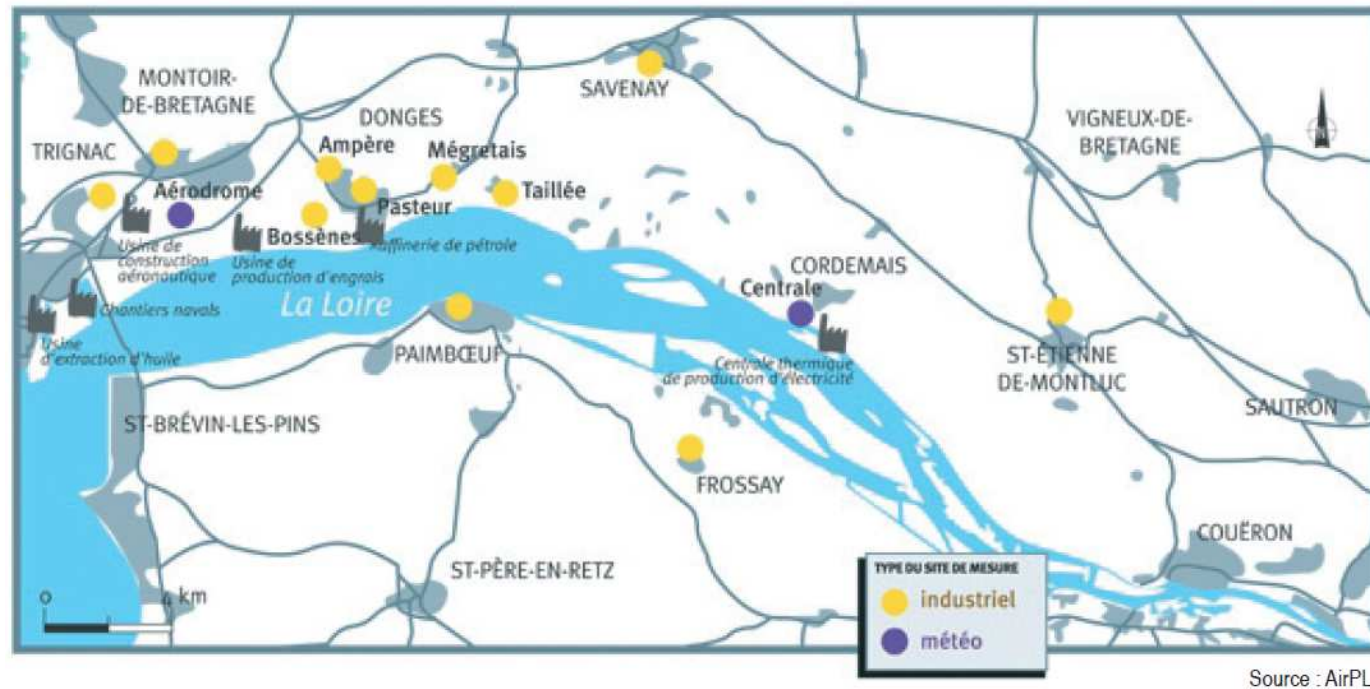 MONTOIR-
DE-BRETAGNE
SAVENAY
VIGNEUX-DE-
BRETAGNE
DONGES
TRIGNAC
Ampère
Mégretais
Aérodrome
Taillée
Pasteur
Bossènes
Raffinerie de pétrole
Usine de
construction
aéronautique
Usine de
production d'engrais
CORDEMAIS
Centrale
La Loire
Chantiers navals
Usine
d'extraction d'huile
PAIMBŒUF
Centrale thermique
de production d'électricité
ST-ÉTIENNE
DE-MONTLUC
SAUTRON
ST-BRÉVIN-LES-PINS
FROSSAY
COUËRON
ST-PÈRE-EN-RETZ
TYPE DU SITE DE MESURE
industriel
météo
0 4 km
N
Source : AirPL